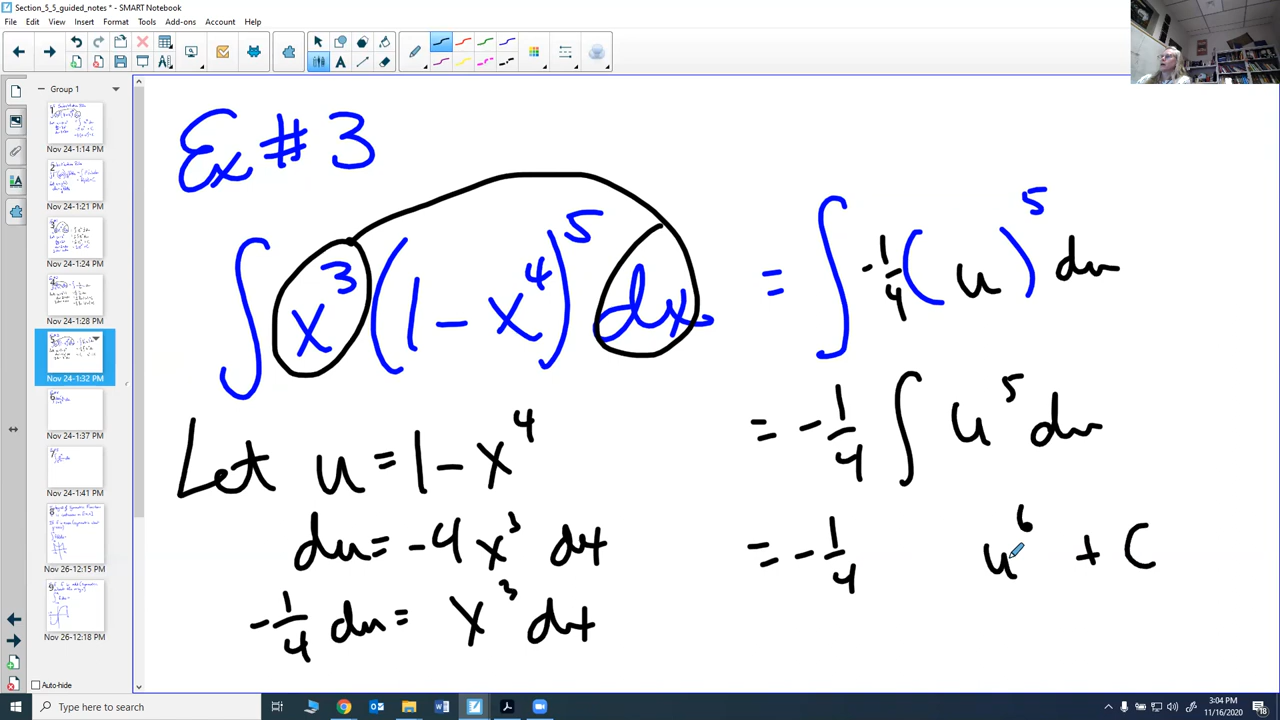 Section_5_5_guided_notes * - SMART Notebook
File Edit View Insert Format Tools Add-ons Account Help
Group 1
Nov 24-1:14 PM
Nov 24-1:21 PM
Nov 24-1:24 PM
Nov 24-1:28 PM
Nov 24-1:32 PM
Nov 24-1:37 PM
Nov 24-1:41 PM
Nov 26-12:15 PM
Nov 26-12:18 PM
Auto-hide
Ex #3
∫ x³ (1 - x⁴)⁵ dx = ∫ -1/4 (u)⁵ du
= -1/4 ∫ u⁵ du
Let u = 1 - x⁴
du = -4x³ dx
= -1/4 u⁶ + C
-1/4 du = x³ dx
Type here to search
3:04 PM
11/16/2020
18